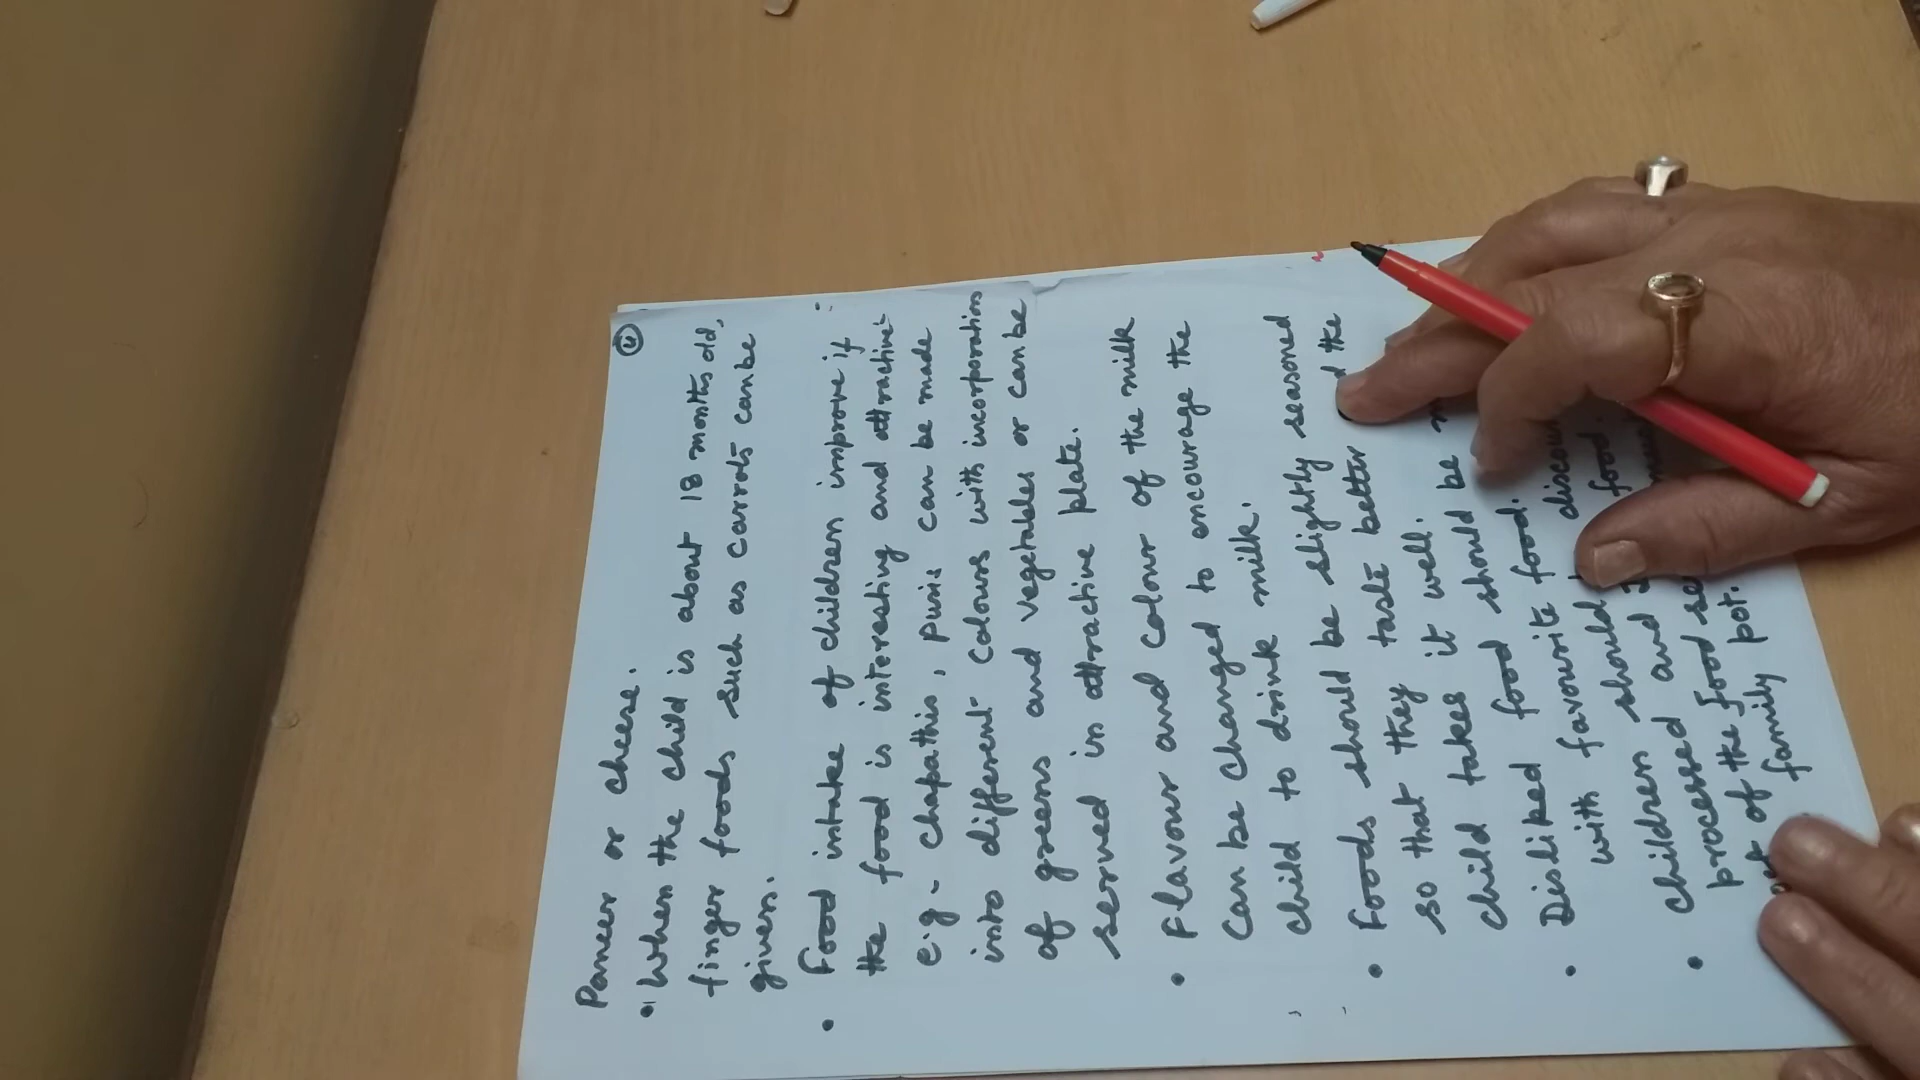 ④
Paneer or cheese.
• When the child is about 18 months old,
finger foods such as carrots can be
given.
• Food intake of children improve if
the food is interesting and attractive
e.g - chapathis, puris can be made
into different colours with incorporation
of greens and vegetables or can be
served in attractive plate.
• Flavour and colour of the milk
can be changed to encourage the
child to drink milk.
• Foods should be slightly seasoned
so that they taste better the
child takes it well.
child food should be
• Disliked food.
with favourite food
children should food.
• processed and
of the food
family pot.